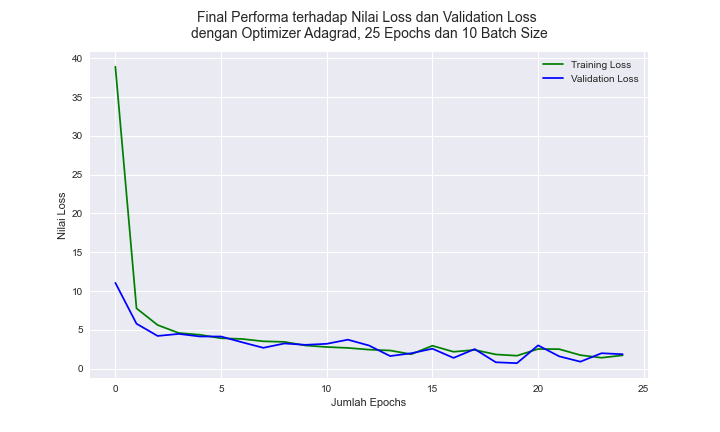 Final Performa terhadap Nilai Loss dan Validation Loss
dengan Optimizer Adagrad, 25 Epochs dan 10 Batch Size
Training Loss
Validation Loss
40
35
30
25
20
15
10
5
0
Nilai Loss
0
5
10
15
20
25
Jumlah Epochs